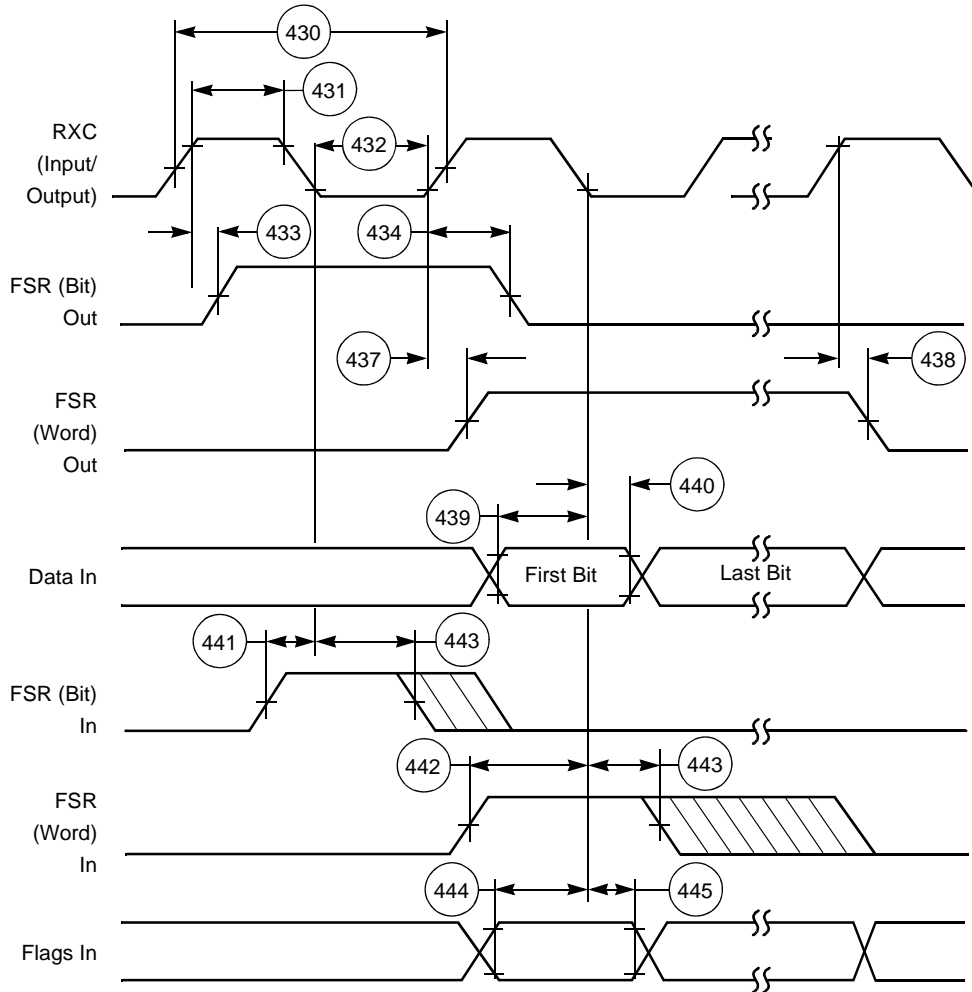 430
431
RXC
(Input/
Output)
432
433
434
FSR (Bit)
Out
437
438
FSR
(Word)
Out
440
439
Data In
First Bit
Last Bit
441
443
FSR (Bit)
In
442
443
FSR
(Word)
In
444
445
Flags In